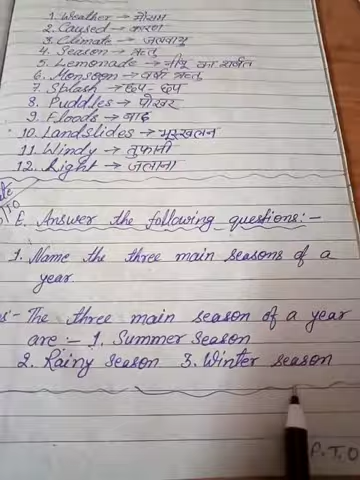 1. Weather → मौसम
2. Caused → कारण
3. Climate → जलवायु
4. Season → ऋतु
5. Lemonade → नींबू का शर्बत
6. Monsoon → वर्षा ऋतु
7. Splash → छप - छप
8. Puddles → पोखर
9. Floods → बाढ़
10. Landslides → भूस्खलन
11. Windy → तुफानी
12. Light → जलाना
E. Answer the following questions:-
1. Name the three main seasons of a
year.
The three main season of a year
are :- 1. Summer season
2. Rainy season 3. Winter season
P.T.O